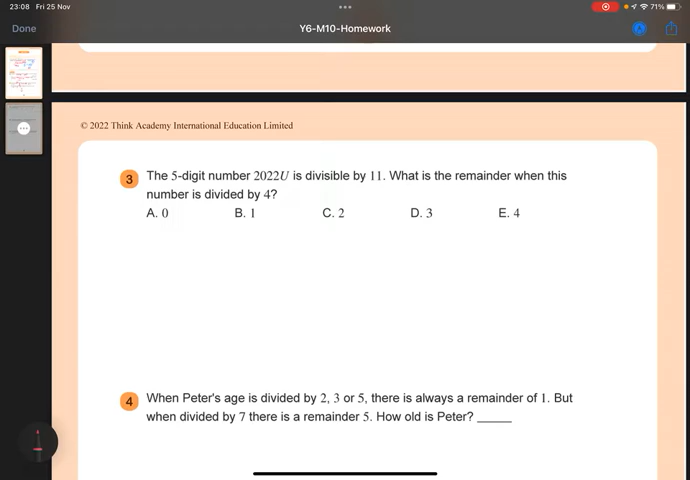 23:08 Fri 25 Nov
71%
Done
Y6-M10-Homework
© 2022 Think Academy International Education Limited
3 The 5-digit number 2022U is divisible by 11. What is the remainder when this
number is divided by 4?
A. 0 B. 1 C. 2 D. 3 E. 4
4 When Peter's age is divided by 2, 3 or 5, there is always a remainder of 1. But
when divided by 7 there is a remainder 5. How old is Peter? _____